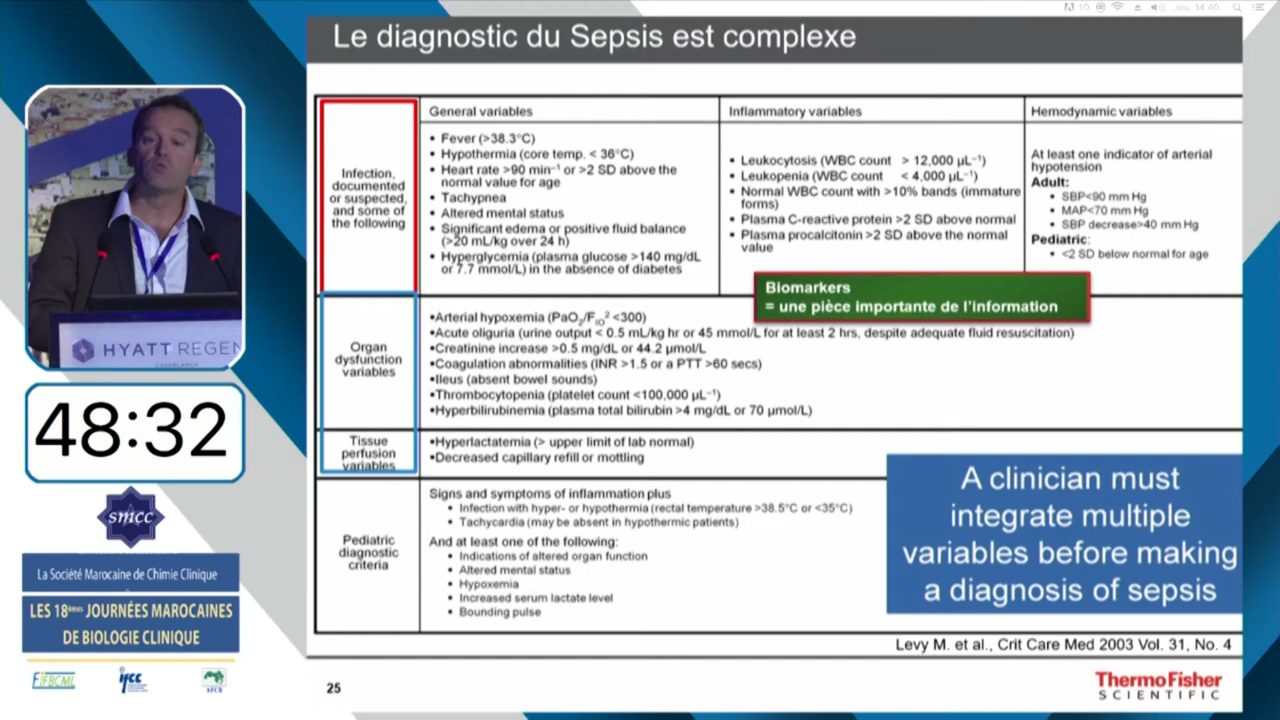 10
Jeu. 14:40
Le diagnostic du Sepsis est complexe
Infection,
documented
or suspected,
and some of
the following
General variables
• Fever (>38.3°C)
• Hypothermia (core temp. < 36°C)
• Heart rate >90 min⁻¹ or >2 SD above the
normal value for age
• Tachypnea
• Altered mental status
• Significant edema or positive fluid balance
(>20 mL/kg over 24 h)
• Hyperglycemia (plasma glucose >140 mg/dL
or 7.7 mmol/L) in the absence of diabetes
Inflammatory variables
• Leukocytosis (WBC count > 12,000 µL⁻¹)
• Leukopenia (WBC count < 4,000 µL⁻¹)
• Normal WBC count with >10% bands (immature
forms)
• Plasma C-reactive protein >2 SD above normal
• Plasma procalcitonin >2 SD above the normal
value
Hemodynamic variables
At least one indicator of arterial
hypotension
Adult:
• SBP<90 mm Hg
• MAP<70 mm Hg
• SBP decrease>40 mm Hg
Pediatric:
• <2 SD below normal for age
Biomarkers
= une pièce importante de l'information
Organ
dysfunction
variables
•Arterial hypoxemia (PaO₂/F_IO² <300)
•Acute oliguria (urine output < 0.5 mL/kg hr or 45 mmol/L for at least 2 hrs, despite adequate fluid resuscitation)
•Creatinine increase >0.5 mg/dL or 44.2 µmol/L
•Coagulation abnormalities (INR >1.5 or a PTT >60 secs)
•Ileus (absent bowel sounds)
•Thrombocytopenia (platelet count <100,000 µL⁻¹)
•Hyperbilirubinemia (plasma total bilirubin >4 mg/dL or 70 µmol/L)
Tissue
perfusion
variables
•Hyperlactatemia (> upper limit of lab normal)
•Decreased capillary refill or mottling
Pediatric
diagnostic
criteria
Signs and symptoms of inflammation plus
• Infection with hyper- or hypothermia (rectal temperature >38.5°C or <35°C)
• Tachycardia (may be absent in hypothermic patients)
And at least one of the following:
• Indications of altered organ function
• Altered mental status
• Hypoxemia
• Increased serum lactate level
• Bounding pulse
A clinician must
integrate multiple
variables before making
a diagnosis of sepsis
Levy M. et al., Crit Care Med 2003 Vol. 31, No. 4
25
ThermoFisher
SCIENTIFIC
HYATT REGEN
CASABLANCA
48:32
smcc
La Société Marocaine de Chimie Clinique
LES 18èmes JOURNÉES MAROCAINES
DE BIOLOGIE CLINIQUE
FIFBCML
ifcc
AFCB